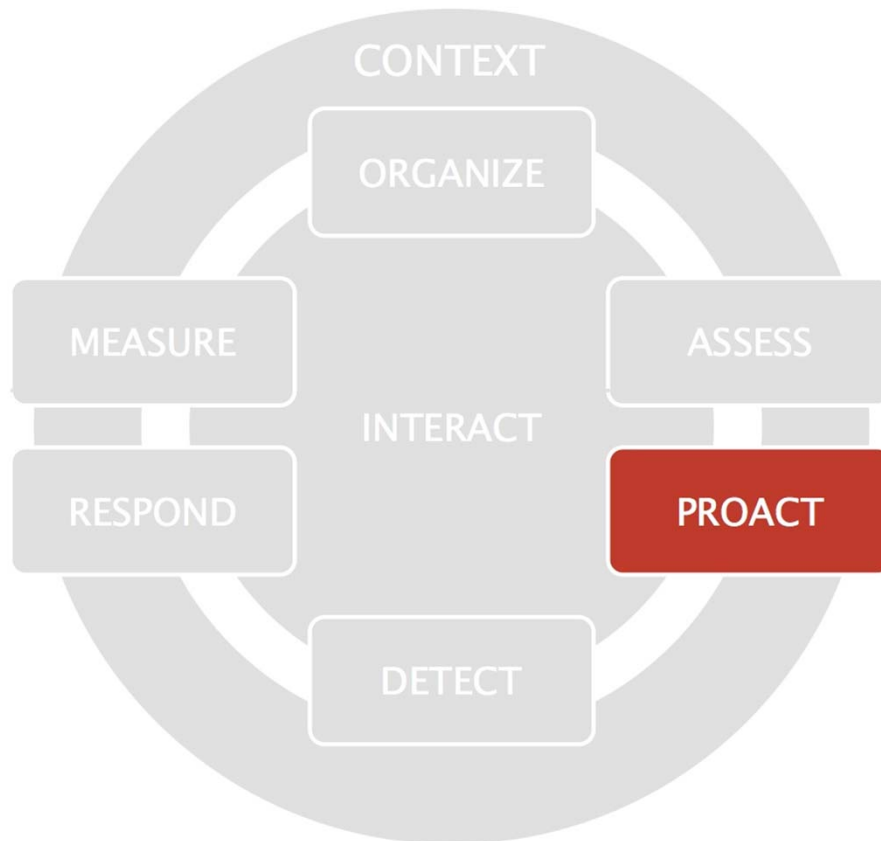 CONTEXT
ORGANIZE
MEASURE
ASSESS
INTERACT
RESPOND
PROACT
DETECT